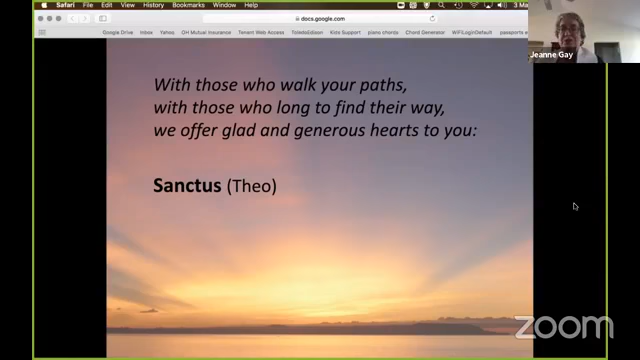 Safari File Edit View History Bookmarks Window Help
docs.google.com
Google Drive Inbox Yahoo OH Mutual Insurance Tenant Web Access ToledoEdison Kids Support piano chords Chord Generator WiFiLoginDefault passports
Jeanne Gay
With those who walk your paths,
with those who long to find their way,
we offer glad and generous hearts to you:
Sanctus (Theo)
zoom